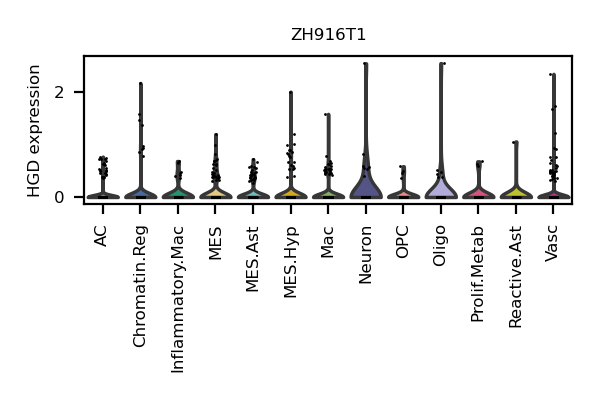 ZH916T1
HGD expression
2
0
AC
Chromatin.Reg
Inflammatory.Mac
MES
MES.Ast
MES.Hyp
Mac
Neuron
OPC
Oligo
Prolif.Metab
Reactive.Ast
Vasc